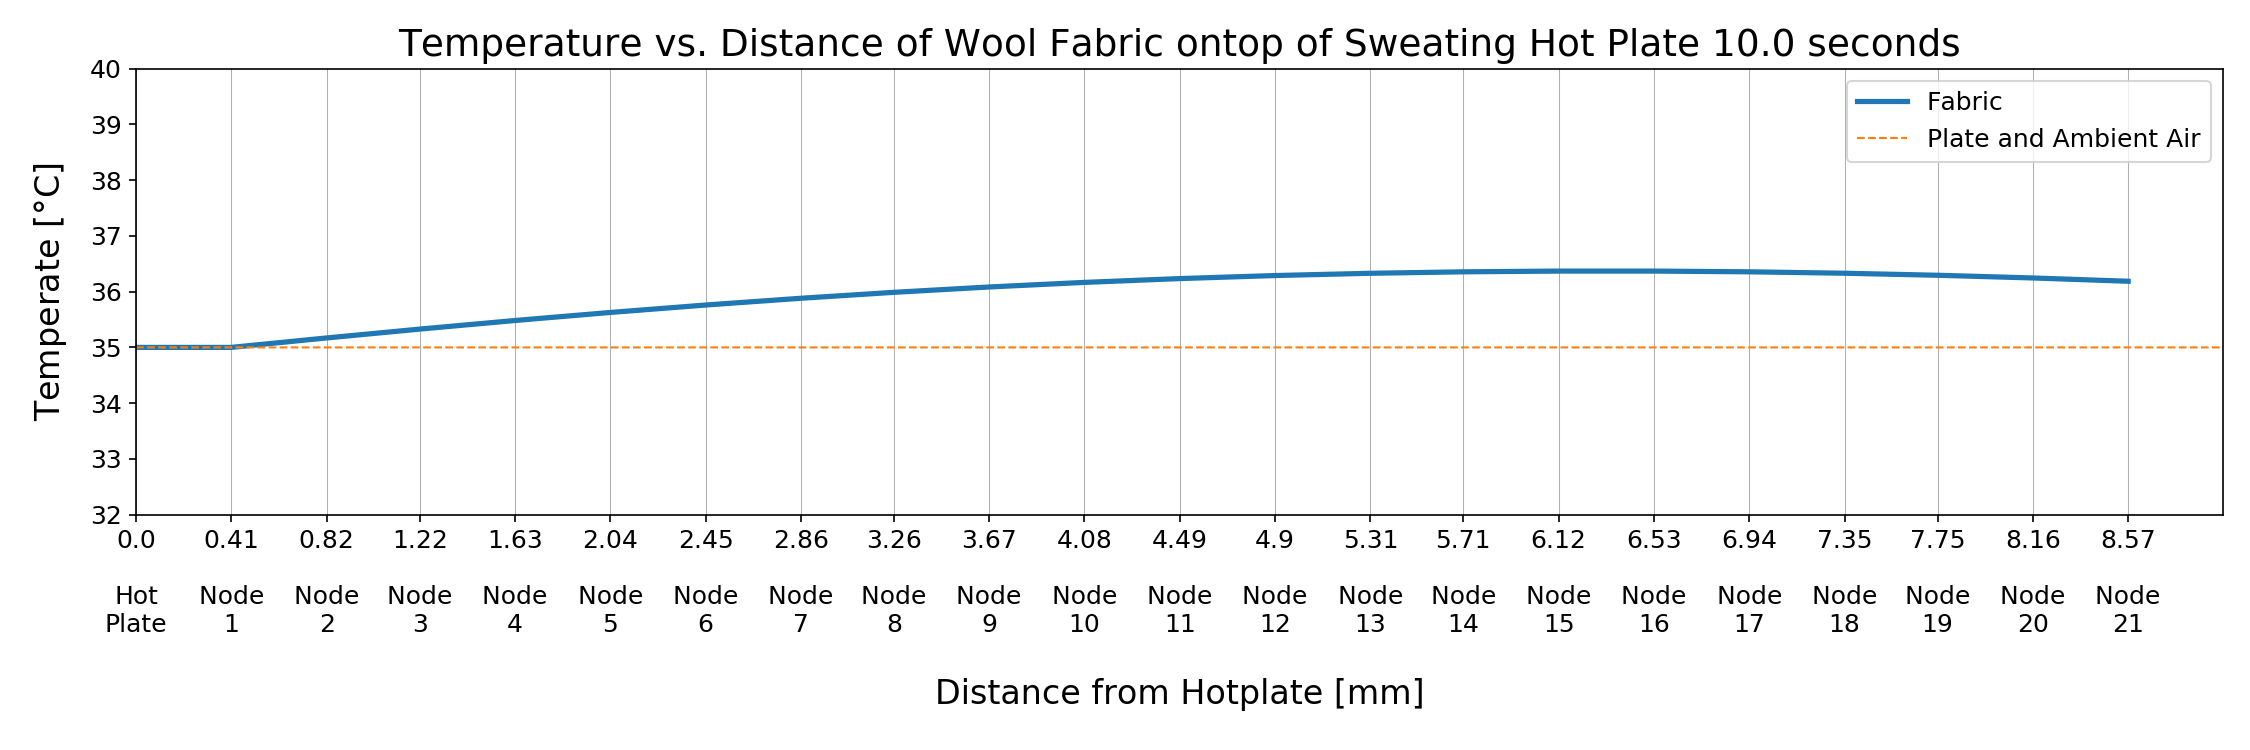 Temperature vs. Distance of Wool Fabric ontop of Sweating Hot Plate 10.0 seconds
Temperate [°C]
40
39
38
37
36
35
34
33
32
Fabric
Plate and Ambient Air
0.0 0.41 0.82 1.22 1.63 2.04 2.45 2.86 3.26 3.67 4.08 4.49 4.9 5.31 5.71 6.12 6.53 6.94 7.35 7.75 8.16 8.57
Hot Node Node Node Node Node Node Node Node Node Node Node Node Node Node Node Node Node Node Node Node Node
Plate 1 2 3 4 5 6 7 8 9 10 11 12 13 14 15 16 17 18 19 20 21
Distance from Hotplate [mm]